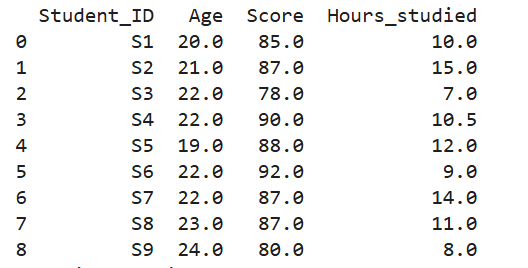 Student_ID Age Score Hours_studied
0 S1 20.0 85.0 10.0
1 S2 21.0 87.0 15.0
2 S3 22.0 78.0 7.0
3 S4 22.0 90.0 10.5
4 S5 19.0 88.0 12.0
5 S6 22.0 92.0 9.0
6 S7 22.0 87.0 14.0
7 S8 23.0 87.0 11.0
8 S9 24.0 80.0 8.0